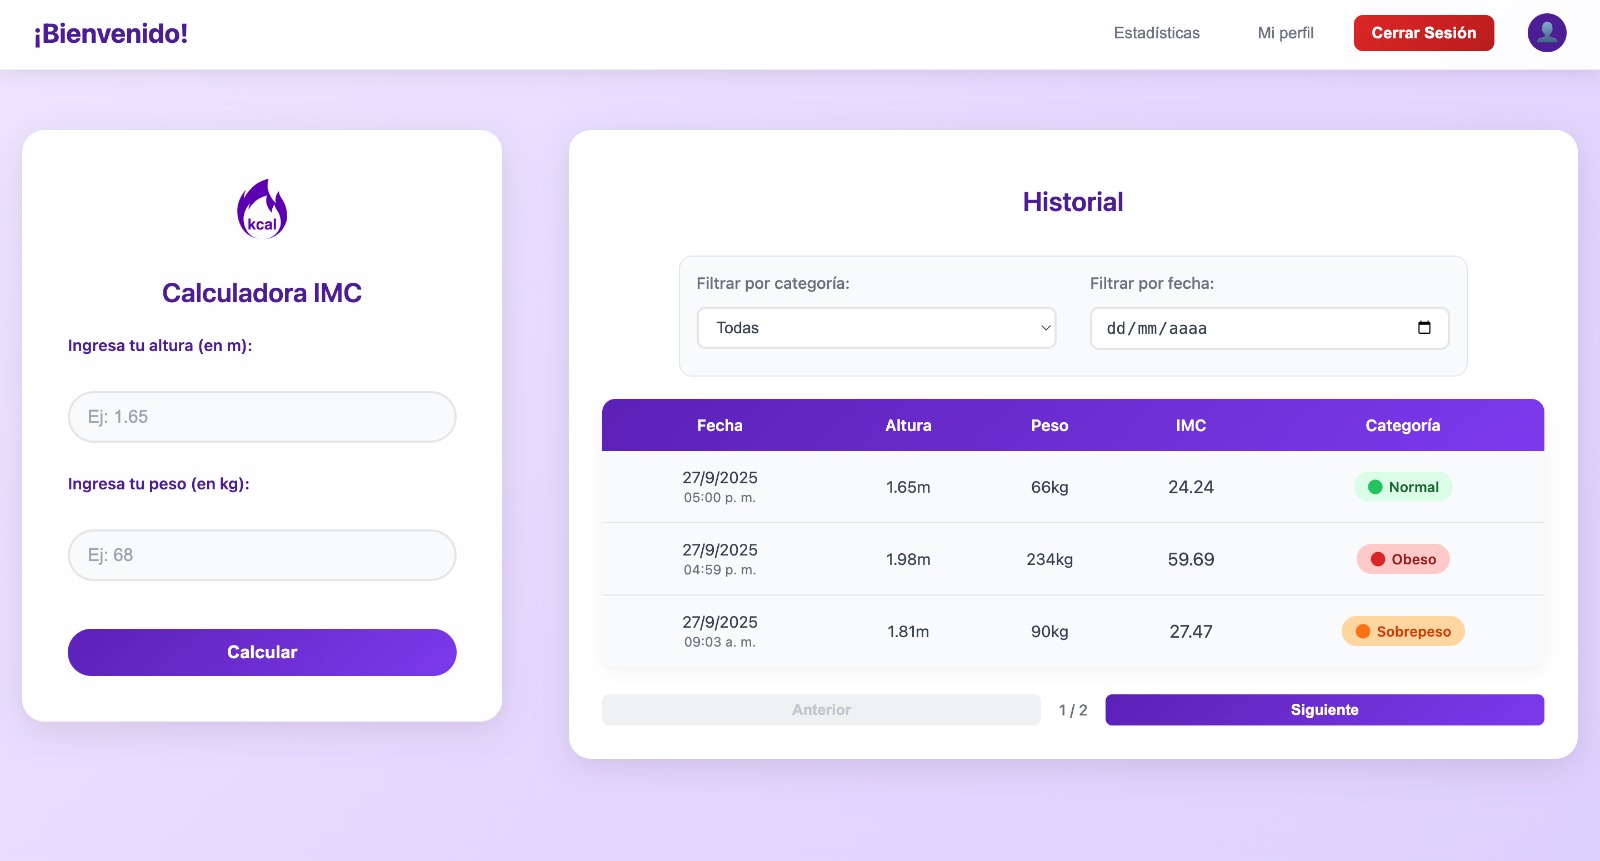 ¡Bienvenido!
Estadísticas
Mi perfil
Cerrar Sesión
kcal
Calculadora IMC
Ingresa tu altura (en m):
Ej: 1.65
Ingresa tu peso (en kg):
Ej: 68
Calcular
Historial
Filtrar por categoría:
Todas
Filtrar por fecha:
dd/mm/aaaa
Fecha Altura Peso IMC Categoría
27/9/2025
05:00 p. m.
1.65m 66kg 24.24 Normal
27/9/2025
04:59 p. m.
1.98m 234kg 59.69 Obeso
27/9/2025
09:03 a. m.
1.81m 90kg 27.47 Sobrepeso
Anterior 1 / 2 Siguiente